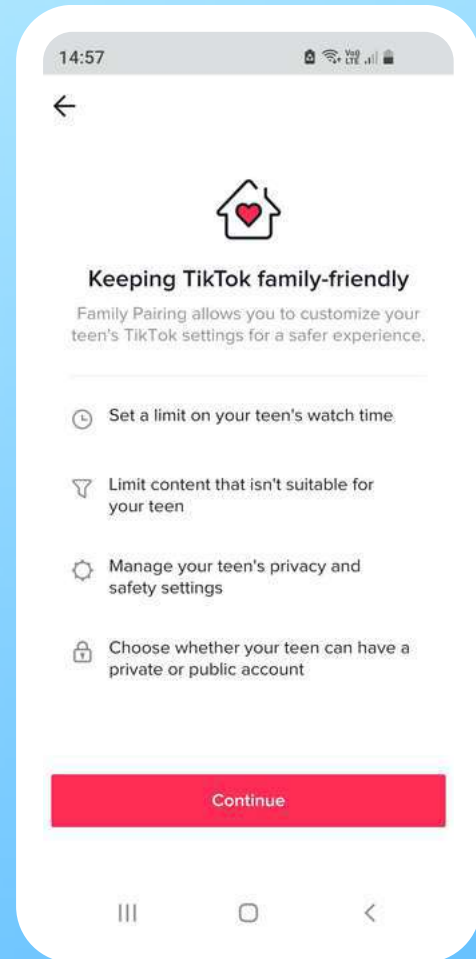 14:57
Keeping TikTok family-friendly
Family Pairing allows you to customize your
teen's TikTok settings for a safer experience.
Set a limit on your teen's watch time
Limit content that isn't suitable for
your teen
Manage your teen's privacy and
safety settings
Choose whether your teen can have a
private or public account
Continue